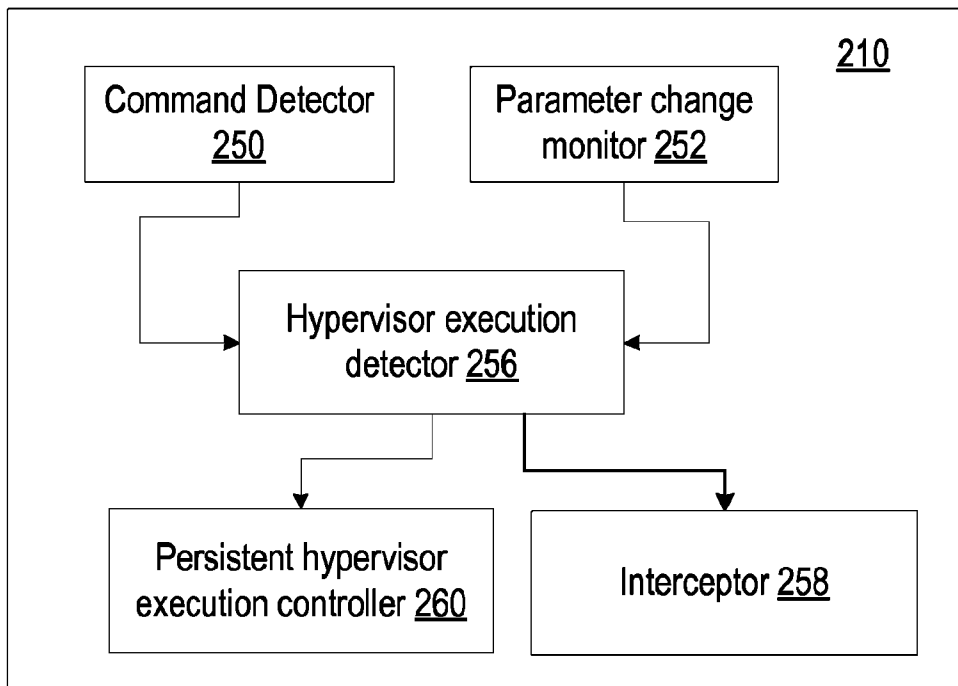 210
Command Detector
250
Parameter change
monitor 252
Hypervisor execution
detector 256
Persistent hypervisor
execution controller 260
Interceptor 258